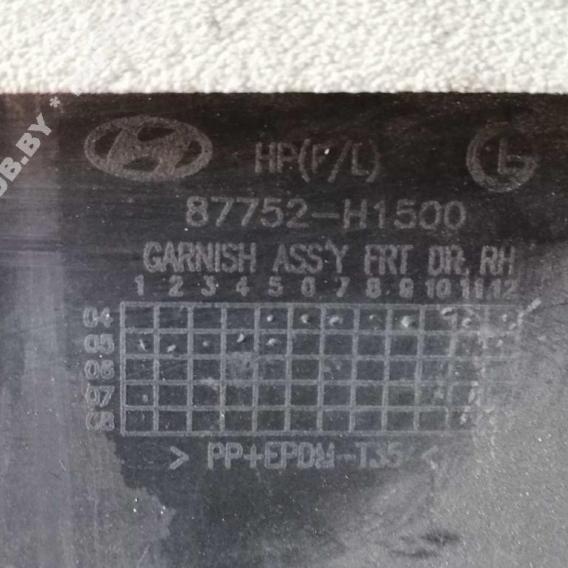 HP(F/L)
87752-H1500
GARNISH ASS'Y FRT DR, RH
1 2 3 4 5 6 7 8 9 10 11 12
04
05
06
07
08
> PP+EPDM-T35 <